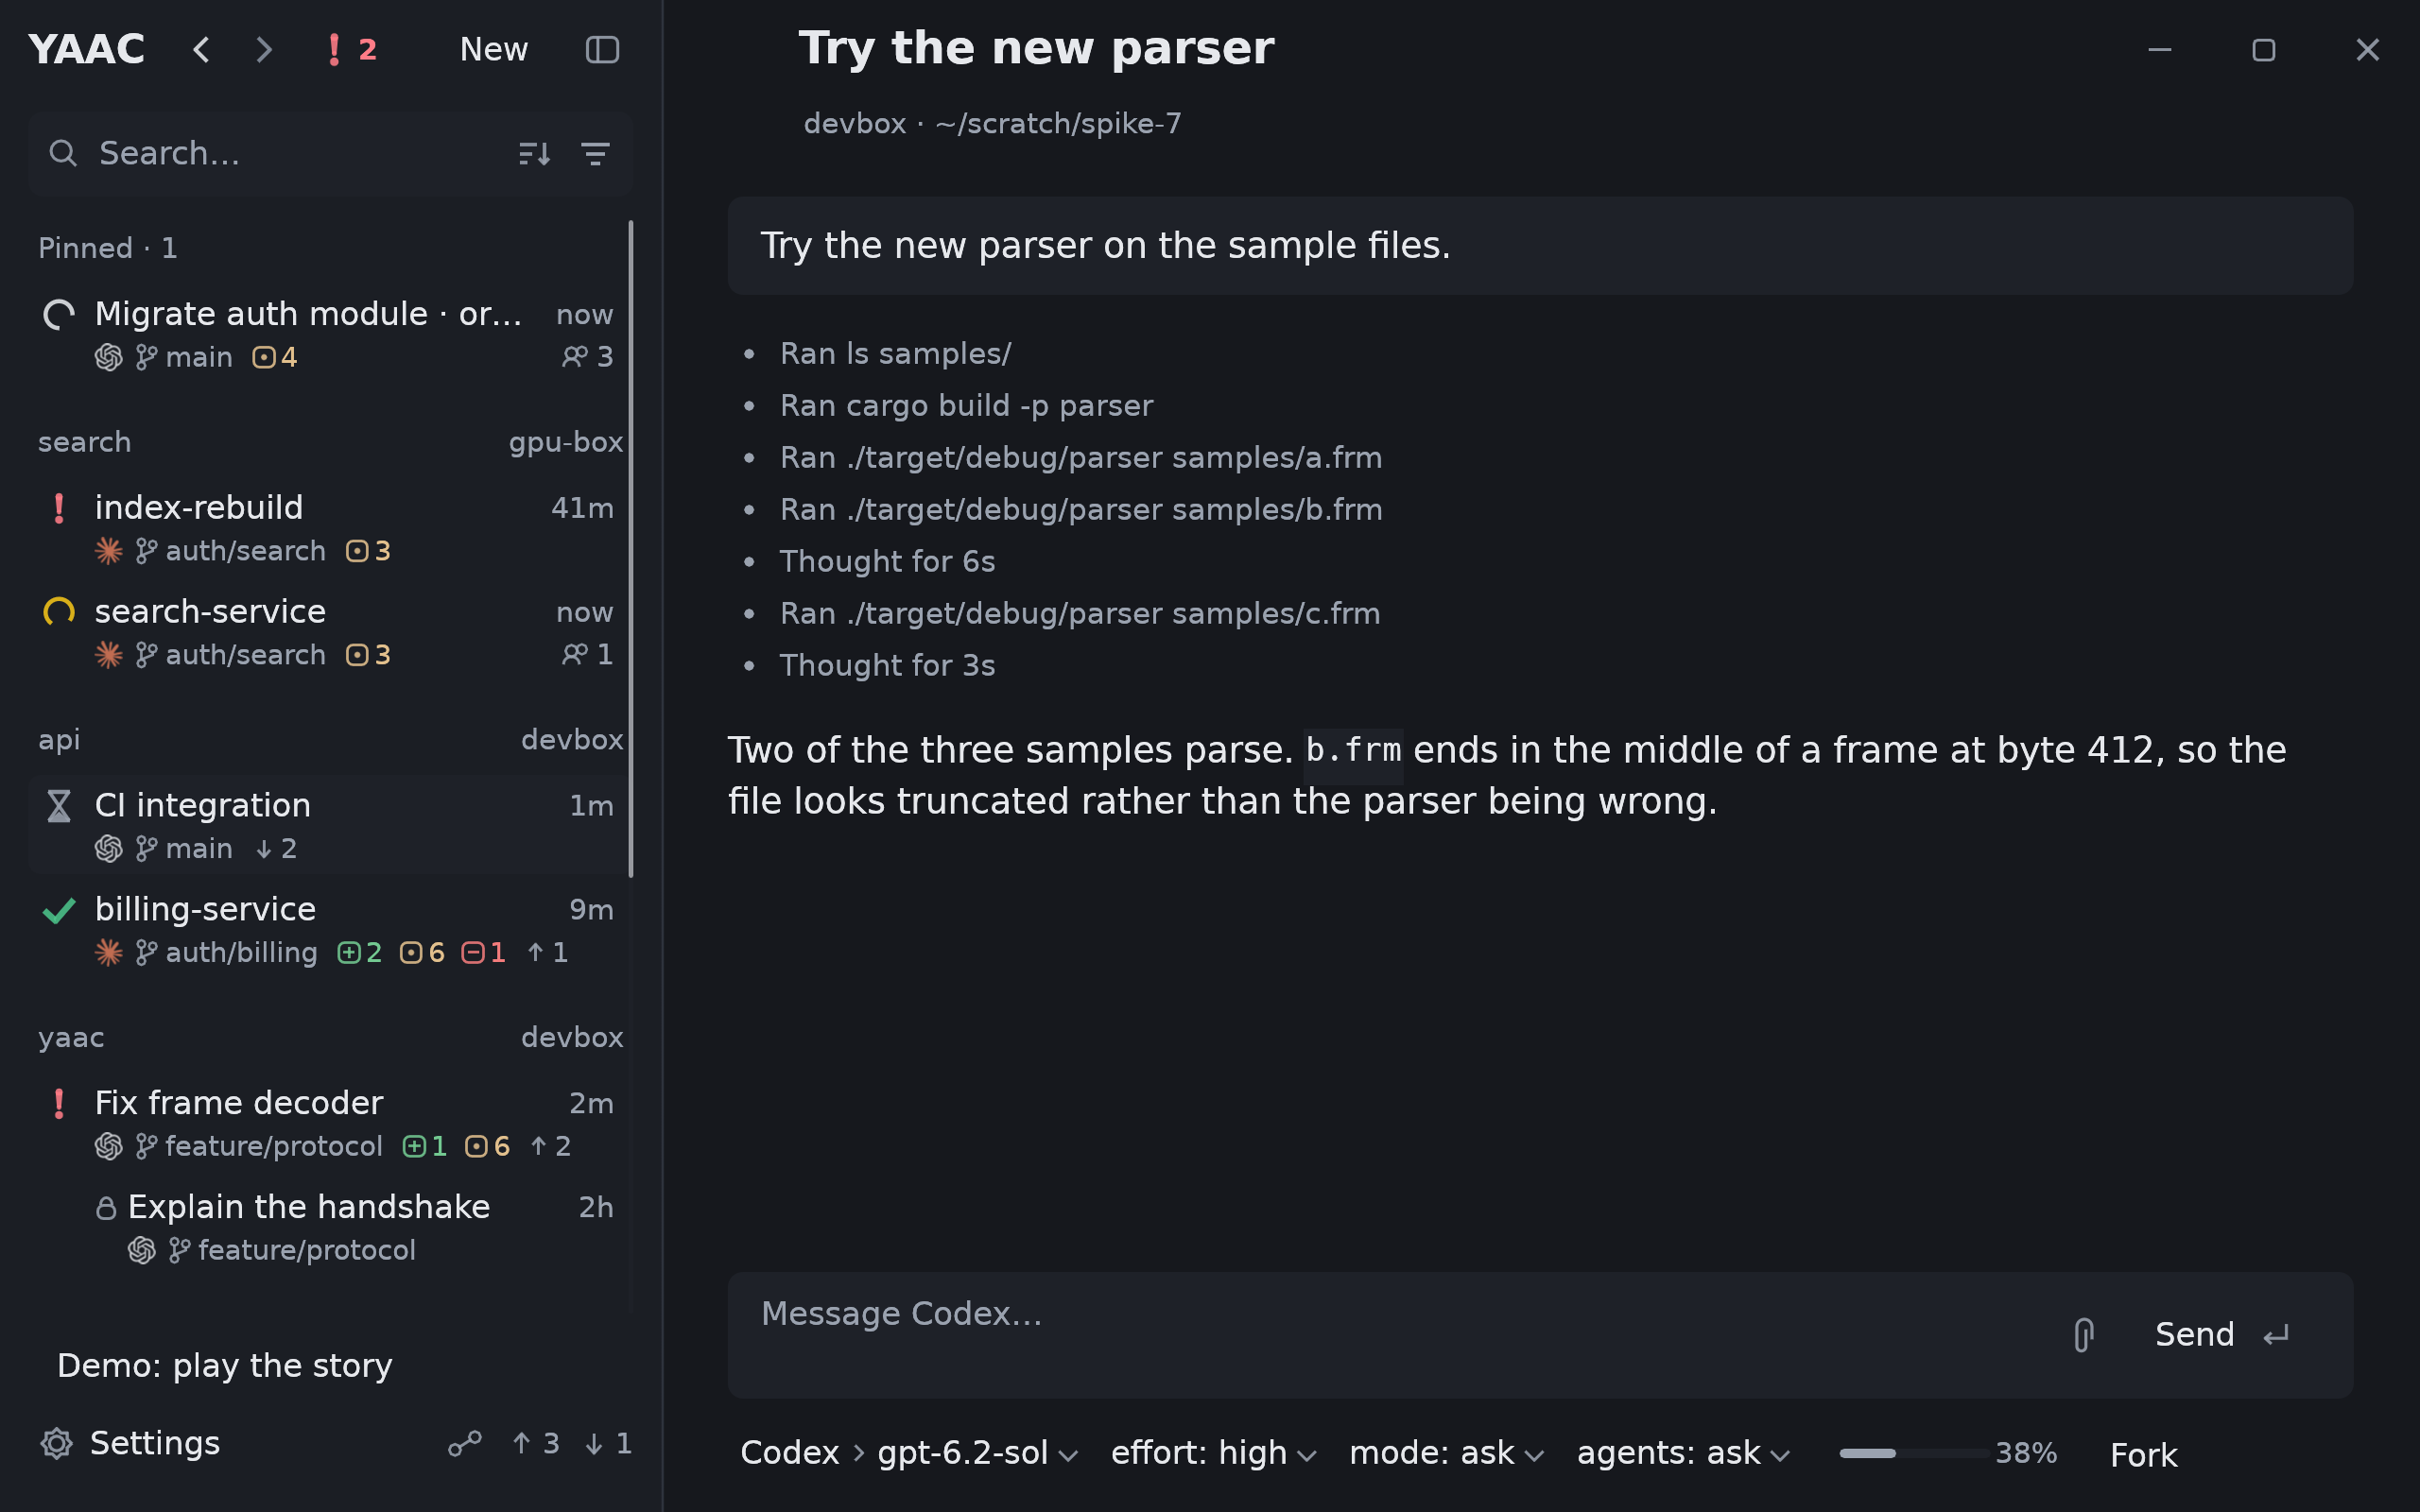 YAAC 2 New
Search...
Pinned · 1
Migrate auth module · or... now
main 4 3
search gpu-box
index-rebuild 41m
auth/search 3
search-service now
auth/search 3 1
api devbox
CI integration 1m
main ↓ 2
billing-service 9m
auth/billing 2 6 1 ↑ 1
yaac devbox
Fix frame decoder 2m
feature/protocol 1 6 ↑ 2
Explain the handshake 2h
feature/protocol
Demo: play the story
Settings ↑ 3 ↓ 1
Try the new parser
devbox · ~/scratch/spike-7
Try the new parser on the sample files.
• Ran ls samples/
• Ran cargo build -p parser
• Ran ./target/debug/parser samples/a.frm
• Ran ./target/debug/parser samples/b.frm
• Thought for 6s
• Ran ./target/debug/parser samples/c.frm
• Thought for 3s
Two of the three samples parse. b.frm ends in the middle of a frame at byte 412, so the
file looks truncated rather than the parser being wrong.
Message Codex...
Send
Codex > gpt-6.2-sol effort: high mode: ask agents: ask 38% Fork